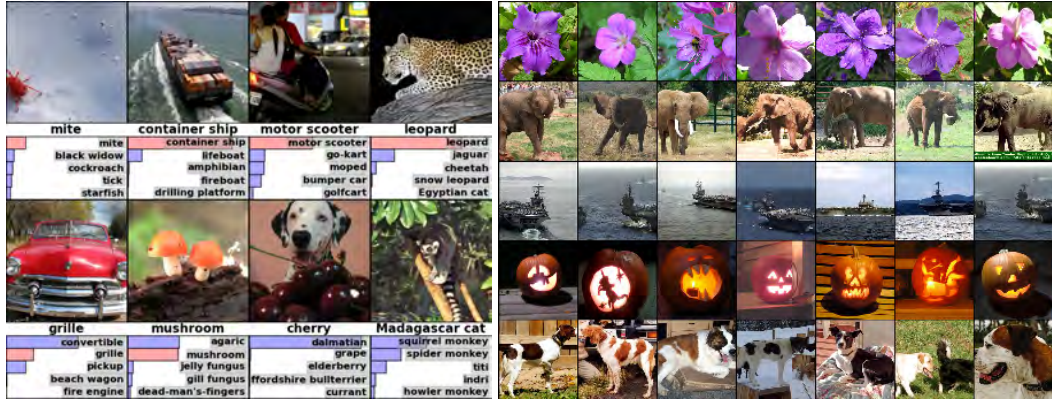 mite
container ship
motor scooter
leopard
mite
black widow
cockroach
tick
starfish
container ship
lifeboat
amphibian
fireboat
drilling platform
motor scooter
go-kart
moped
bumper car
golfcart
leopard
jaguar
cheetah
snow leopard
Egyptian cat
grille
mushroom
cherry
Madagascar cat
convertible
grille
pickup
beach wagon
fire engine
agaric
mushroom
jelly fungus
gill fungus
dead-man's-fingers
dalmatian
grape
elderberry
ffordshire bullterrier
currant
squirrel monkey
spider monkey
titi
indri
howler monkey